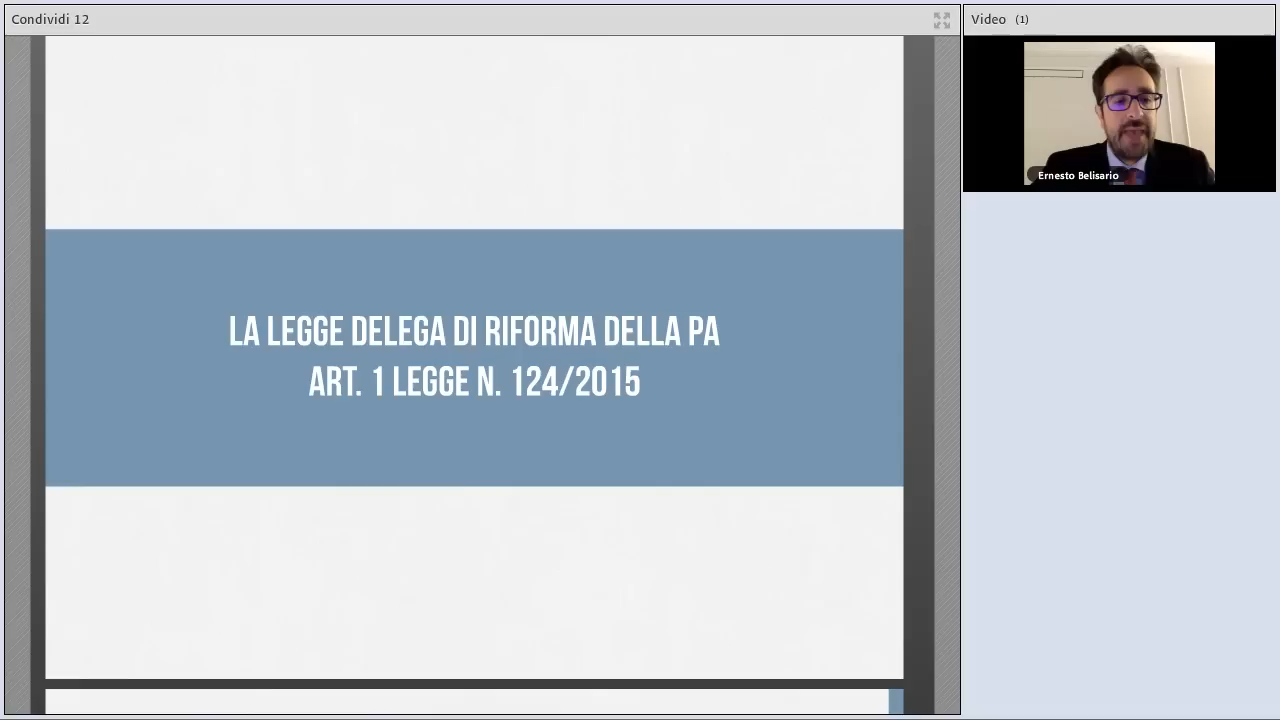 Condividi 12
Video (1)
Ernesto Belisario
LA LEGGE DELEGA DI RIFORMA DELLA PA
ART. 1 LEGGE N. 124/2015